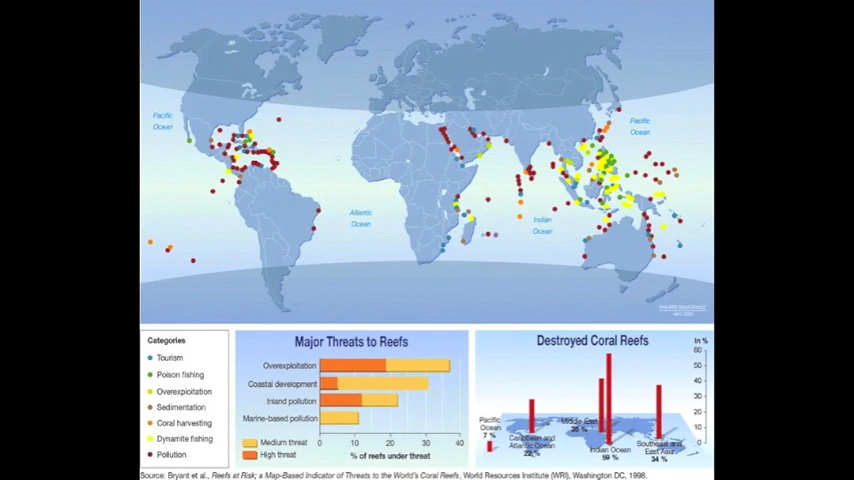 Pacific
Ocean
Pacific
Ocean
Atlantic
Ocean
Indian
Ocean
PHILIPPE REKACEWICZ
MAY 2002
Categories
Tourism
Poison fishing
Overexploitation
Sedimentation
Coral harvesting
Dynamite fishing
Pollution
Major Threats to Reefs
Overexploitation
Coastal development
Inland pollution
Marine-based pollution
0 10 20 30 40
Medium threat
High threat
% of reefs under threat
Destroyed Coral Reefs
In %
60
50
40
30
20
10
0
Pacific
Ocean
7 %
Caribbean and
Atlantic Ocean
22 %
Middle East
35 %
Indian Ocean
59 %
Southeast and
East Asia
34 %
Source: Bryant et al., Reefs at Risk; a Map-Based Indicator of Threats to the World's Coral Reefs, World Resources Institute (WRI), Washington DC, 1998.